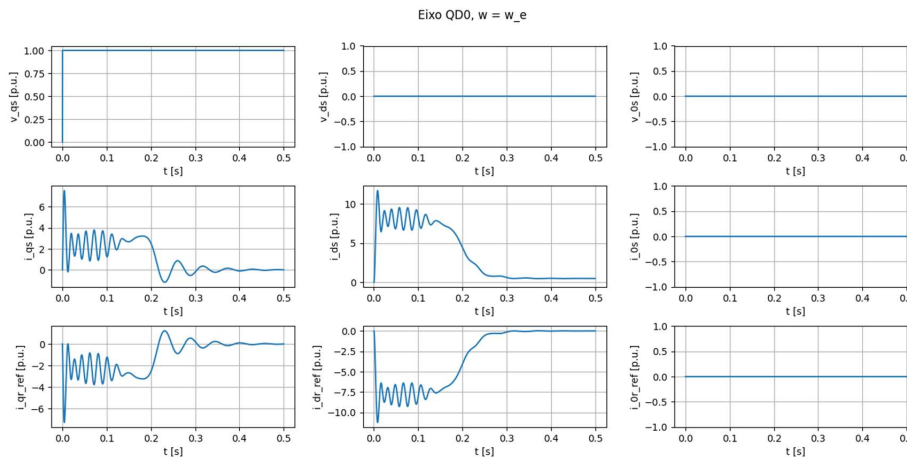 Eixo QD0, w = w_e
v_qs [p.u.]
1.00
0.75
0.50
0.25
0.00
0.0 0.1 0.2 0.3 0.4 0.5
t [s]
v_ds [p.u.]
1.0
0.5
0.0
−0.5
−1.0
0.0 0.1 0.2 0.3 0.4 0.5
t [s]
v_0s [p.u.]
1.0
0.5
0.0
−0.5
−1.0
0.0 0.1 0.2 0.3 0.4 0.5
t [s]
i_qs [p.u.]
6
4
2
0
0.0 0.1 0.2 0.3 0.4 0.5
t [s]
i_ds [p.u.]
10
5
0
0.0 0.1 0.2 0.3 0.4 0.5
t [s]
i_0s [p.u.]
1.0
0.5
0.0
−0.5
−1.0
0.0 0.1 0.2 0.3 0.4 0.5
t [s]
i_qr_ref [p.u.]
0
−2
−4
−6
0.0 0.1 0.2 0.3 0.4 0.5
t [s]
i_dr_ref [p.u.]
0.0
−2.5
−5.0
−7.5
−10.0
0.0 0.1 0.2 0.3 0.4 0.5
t [s]
i_0r_ref [p.u.]
1.0
0.5
0.0
−0.5
−1.0
0.0 0.1 0.2 0.3 0.4 0.5
t [s]